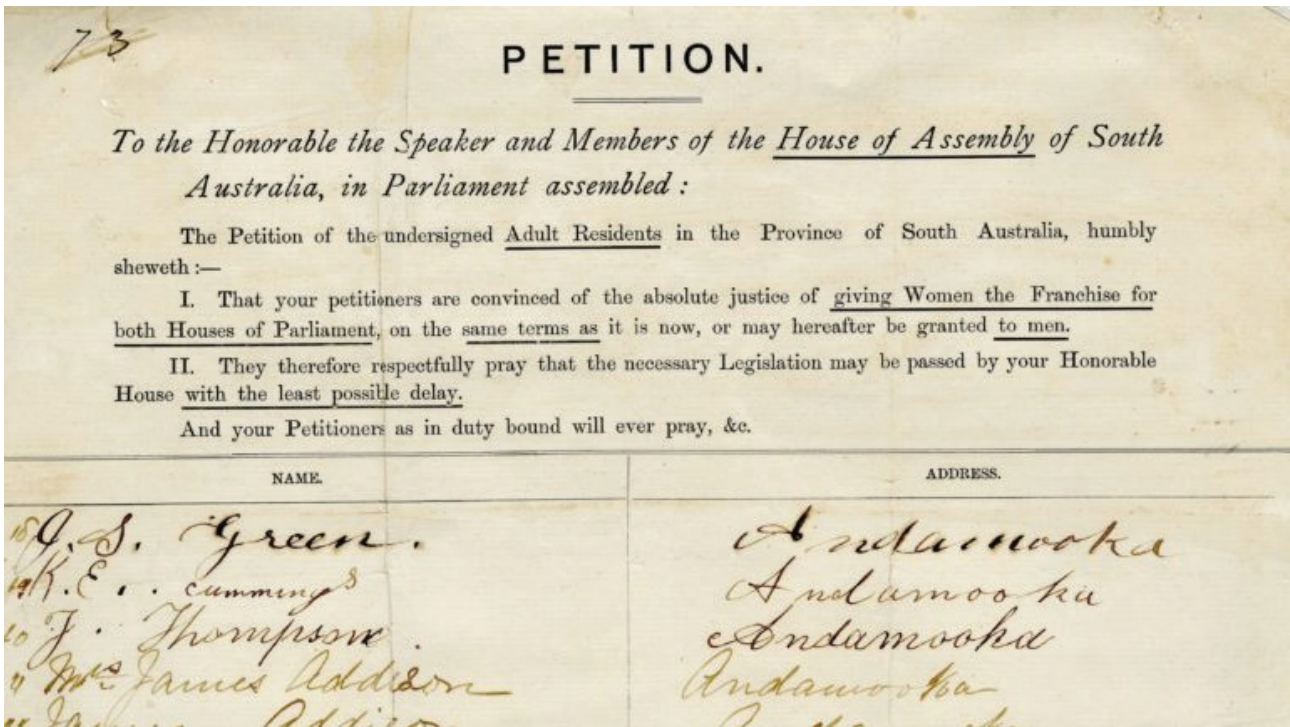 73
PETITION.
To the Honorable the Speaker and Members of the House of Assembly of South
Australia, in Parliament assembled :
The Petition of the undersigned Adult Residents in the Province of South Australia, humbly
sheweth :—
I. That your petitioners are convinced of the absolute justice of giving Women the Franchise for
both Houses of Parliament, on the same terms as it is now, or may hereafter be granted to men.
II. They therefore respectfully pray that the necessary Legislation may be passed by your Honorable
House with the least possible delay.
And your Petitioners as in duty bound will ever pray, &c.
NAME. ADDRESS.
S. Green. Andamooka
K. E. Cummings Andamooka
J. Thompson. Andamooka
Mrs James Addison Andamooka
James Addison Andamooka